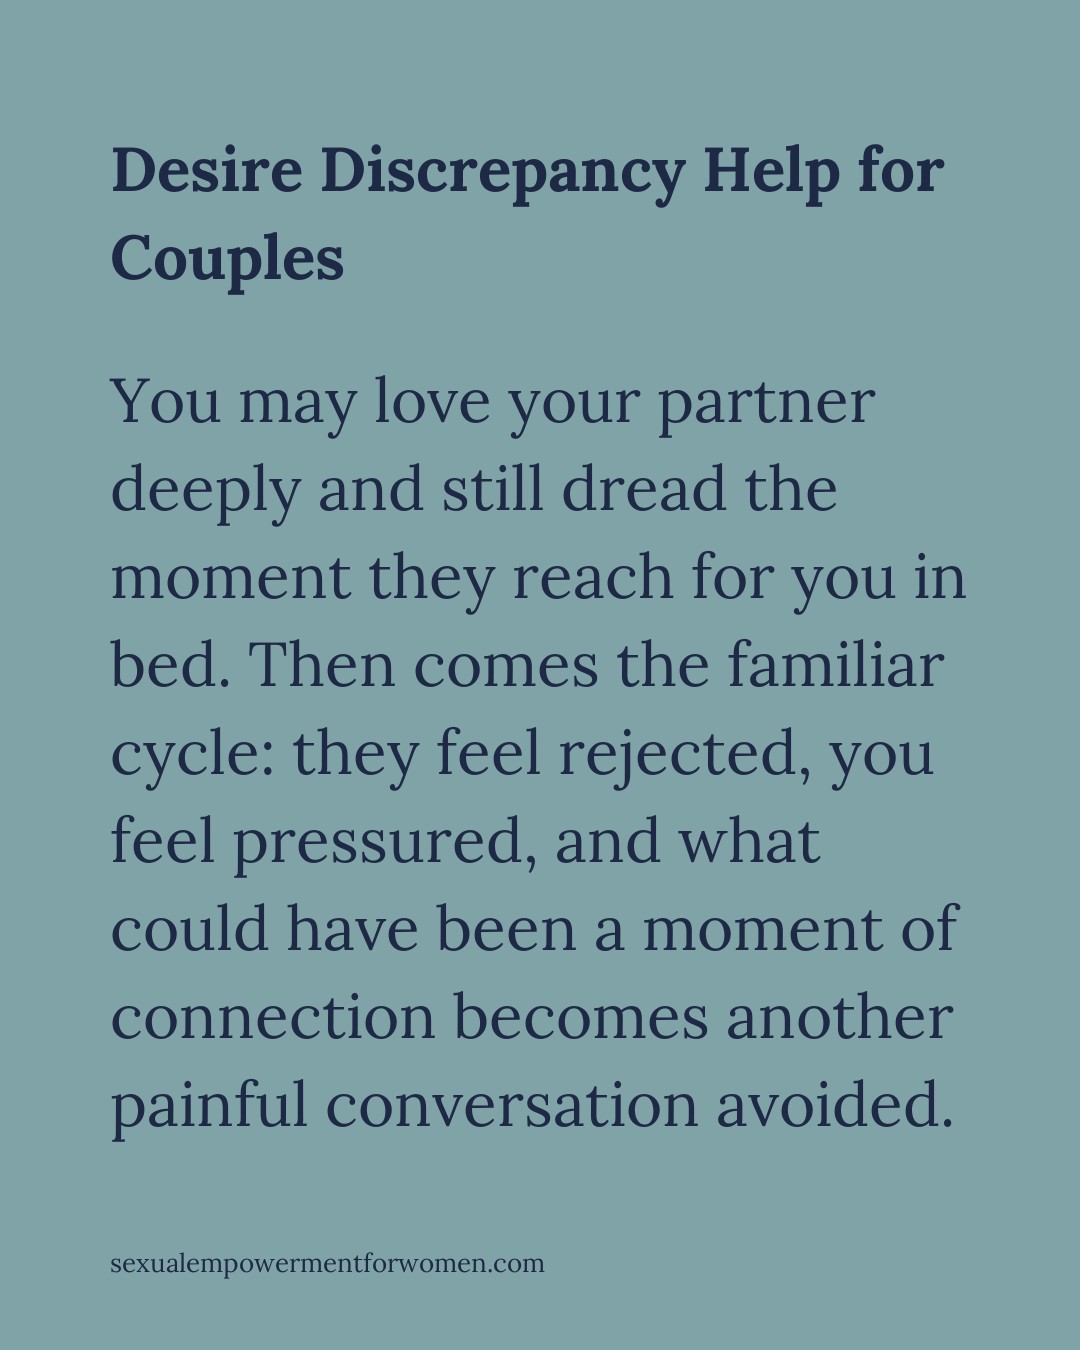 Desire Discrepancy Help for
Couples
You may love your partner
deeply and still dread the
moment they reach for you in
bed. Then comes the familiar
cycle: they feel rejected, you
feel pressured, and what
could have been a moment of
connection becomes another
painful conversation avoided.
sexualempowermentforwomen.com